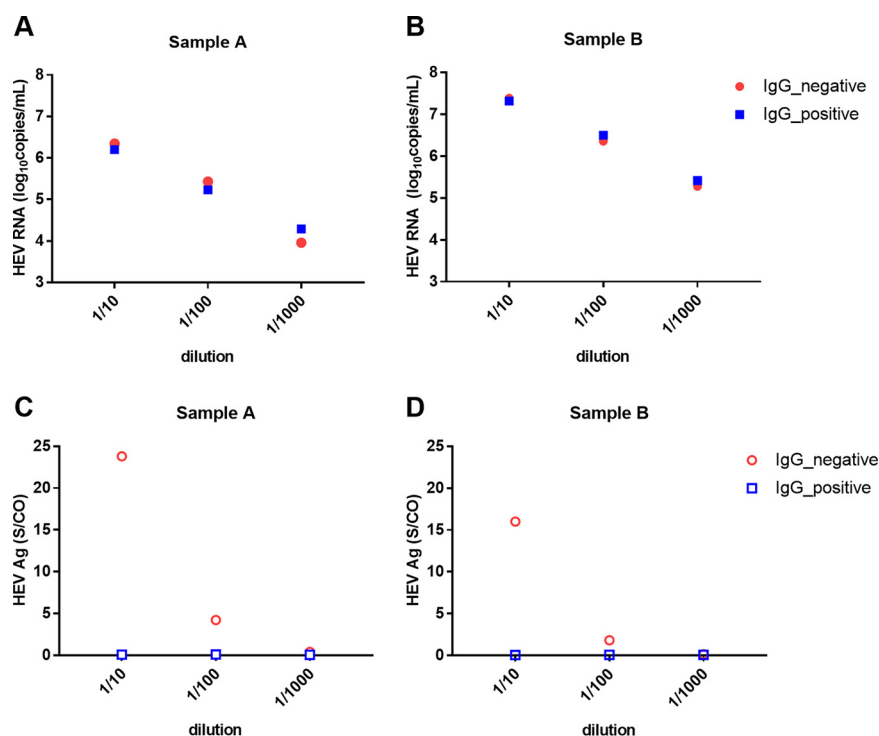 A
Sample A
HEV RNA (log10copies/mL)
8
7
6
5
4
3
1/10
1/100
1/1000
dilution
B
Sample B
HEV RNA (log10copies/mL)
8
7
6
5
4
3
1/10
1/100
1/1000
dilution
IgG_negative
IgG_positive
C
Sample A
HEV Ag (S/CO)
25
20
15
10
5
0
1/10
1/100
1/1000
dilution
D
Sample B
HEV Ag (S/CO)
25
20
15
10
5
0
1/10
1/100
1/1000
dilution
IgG_negative
IgG_positive